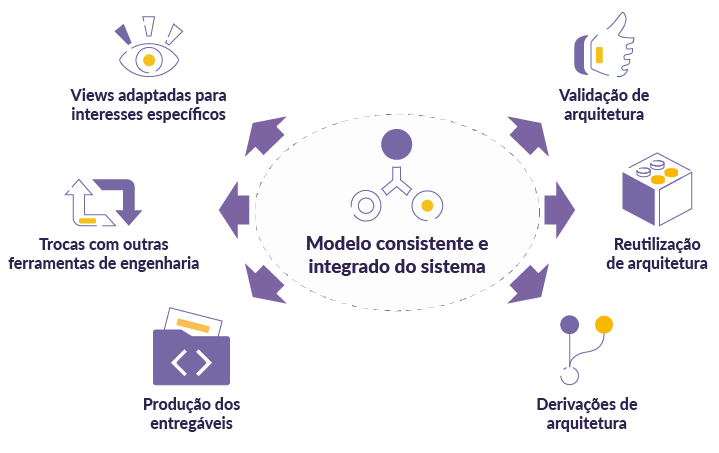 Views adaptadas para
interesses específicos
Validação de
arquitetura
Trocas com outras
ferramentas de engenharia
Modelo consistente e
integrado do sistema
Reutilização
de arquitetura
Produção dos
entregáveis
Derivações de
arquitetura